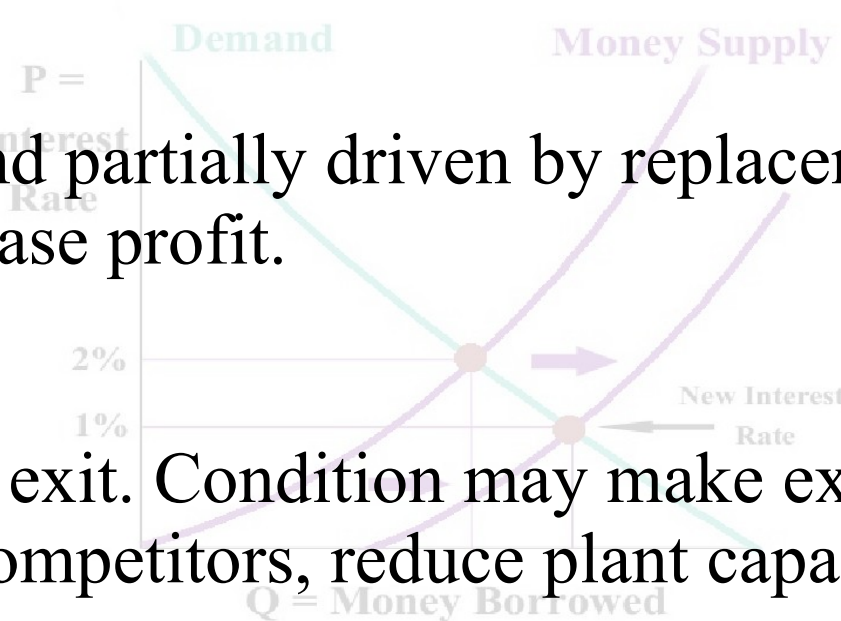 Demand
Money Supply
P =
Interest
Rate
nd partially driven by replacer
ase profit.
2%
1%
New Interest
Rate
exit. Condition may make ex
ompetitors, reduce plant capa
Q = Money Borrowed